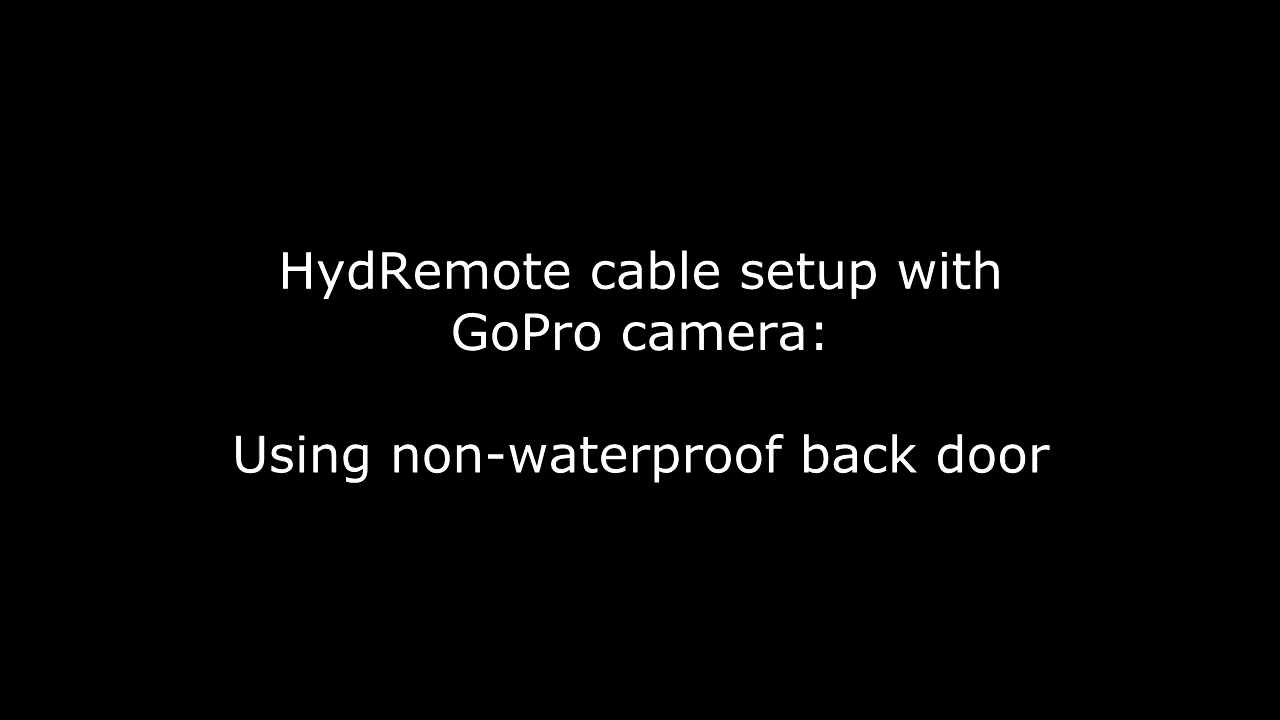 HydRemote cable setup with
GoPro camera:
Using non-waterproof back door